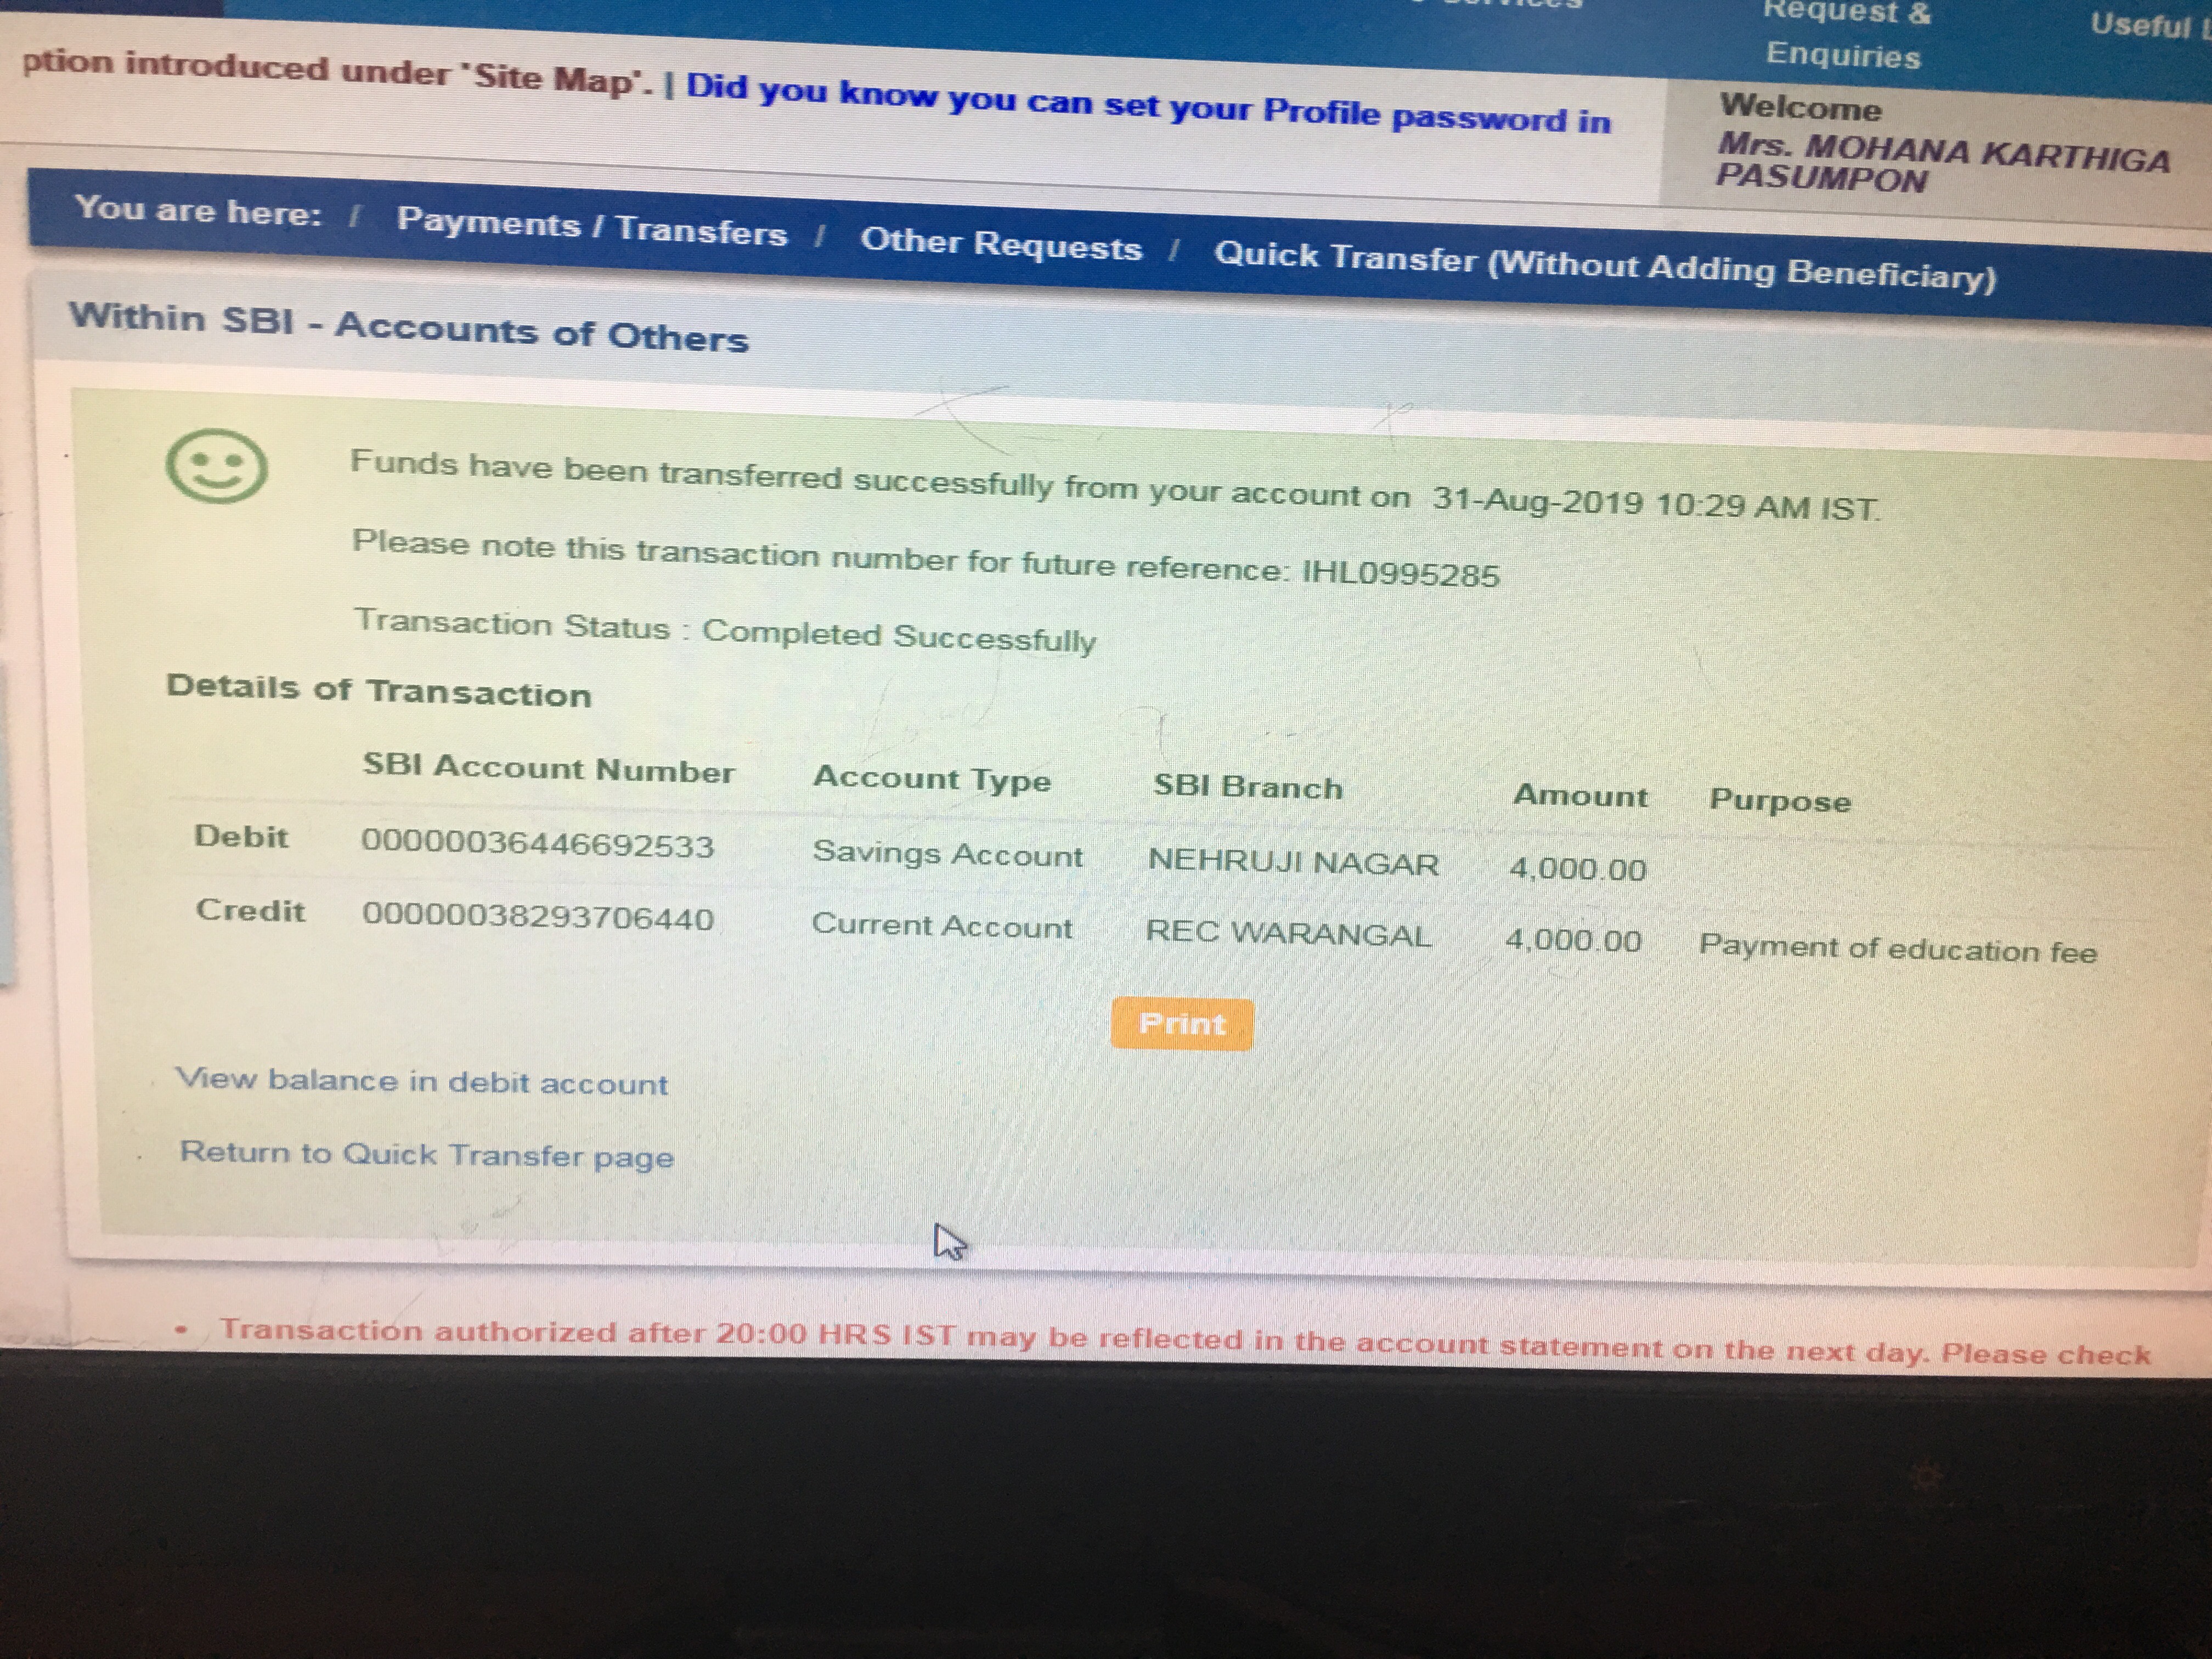 Request &
Enquiries
Useful
ption introduced under 'Site Map'. | Did you know you can set your Profile password in
Welcome
Mrs. MOHANA KARTHIGA
PASUMPON
You are here: / Payments / Transfers / Other Requests / Quick Transfer (Without Adding Beneficiary)
Within SBI - Accounts of Others
Funds have been transferred successfully from your account on 31-Aug-2019 10:29 AM IST.
Please note this transaction number for future reference: IHL0995285
Transaction Status : Completed Successfully
Details of Transaction
SBI Account Number Account Type SBI Branch Amount Purpose
Debit 00000036446692533 Savings Account NEHRUJI NAGAR 4,000.00
Credit 00000038293706440 Current Account REC WARANGAL 4,000.00 Payment of education fee
Print
View balance in debit account
Return to Quick Transfer page
• Transaction authorized after 20:00 HRS IST may be reflected in the account statement on the next day. Please check